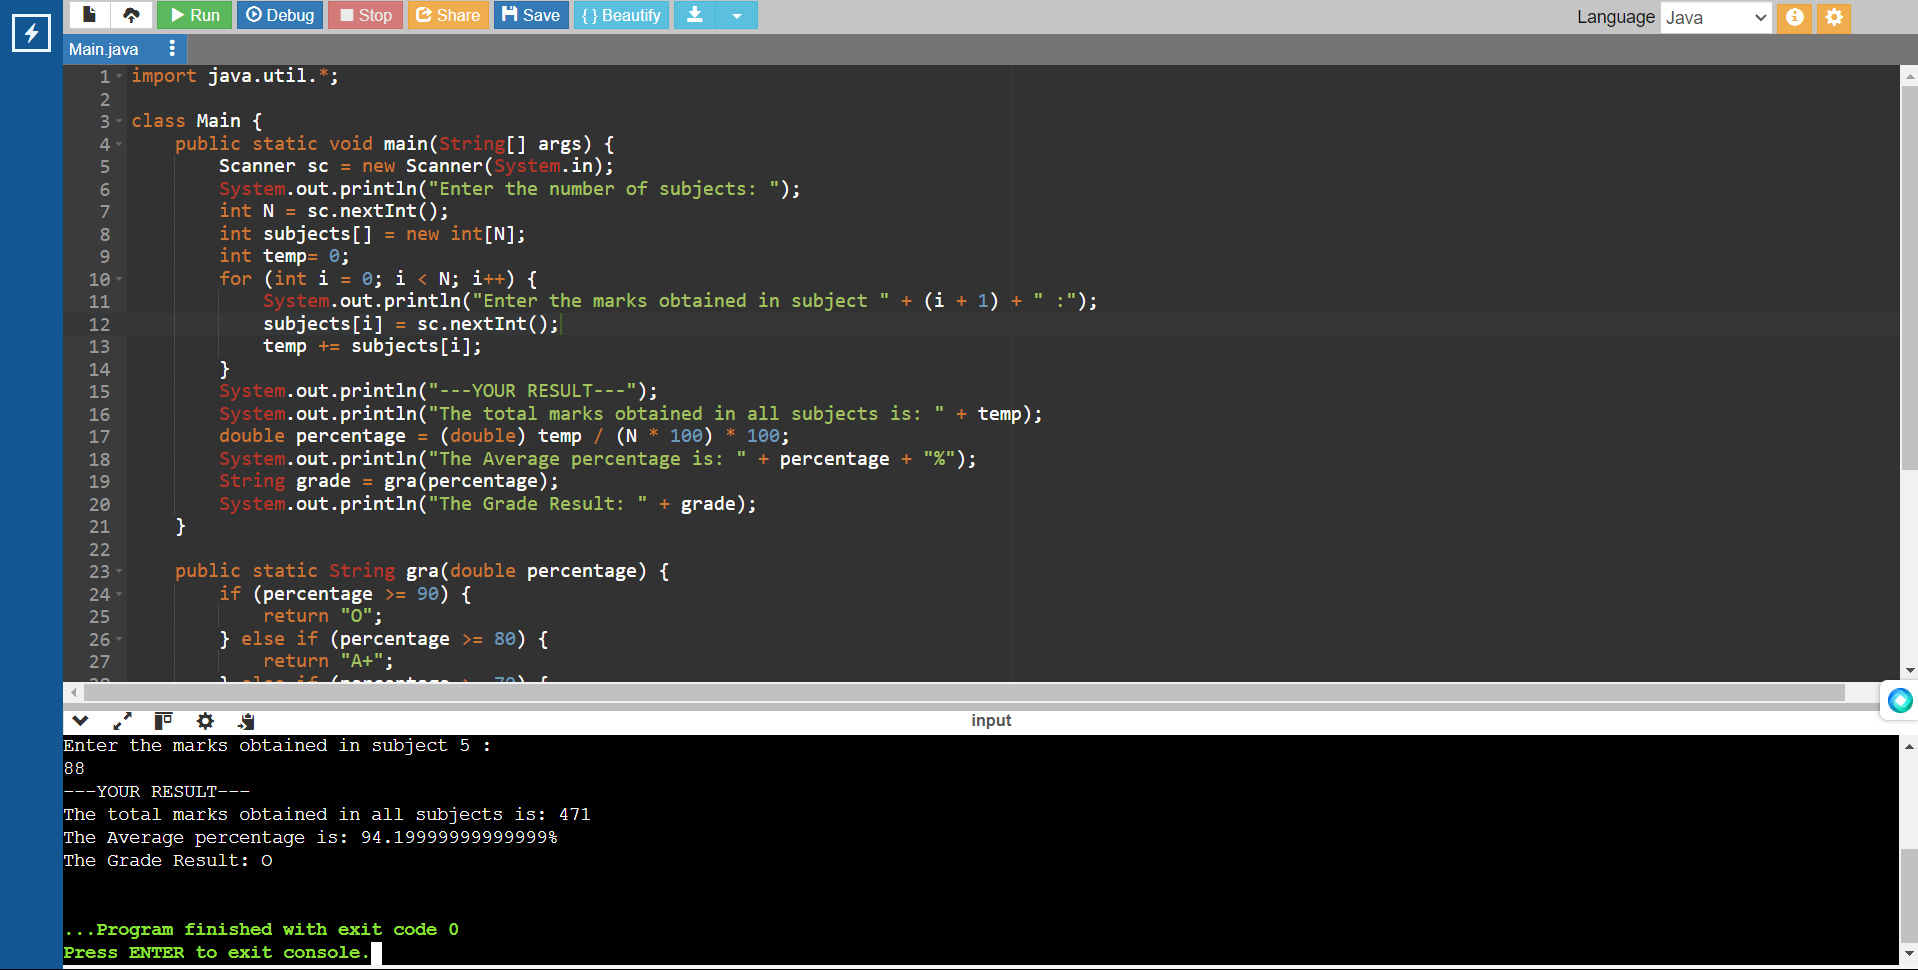 Run Debug Stop Share Save { } Beautify Language Java
Main.java
1 import java.util.*;
2
3 class Main {
4 public static void main(String[] args) {
5 Scanner sc = new Scanner(System.in);
6 System.out.println("Enter the number of subjects: ");
7 int N = sc.nextInt();
8 int subjects[] = new int[N];
9 int temp= 0;
10 for (int i = 0; i < N; i++) {
11 System.out.println("Enter the marks obtained in subject " + (i + 1) + " :");
12 subjects[i] = sc.nextInt();
13 temp += subjects[i];
14 }
15 System.out.println("---YOUR RESULT---");
16 System.out.println("The total marks obtained in all subjects is: " + temp);
17 double percentage = (double) temp / (N * 100) * 100;
18 System.out.println("The Average percentage is: " + percentage + "%");
19 String grade = gra(percentage);
20 System.out.println("The Grade Result: " + grade);
21 }
22
23 public static String gra(double percentage) {
24 if (percentage >= 90) {
25 return "O";
26 } else if (percentage >= 80) {
27 return "A+";
28 } else if (percentage >= 70) {
input
Enter the marks obtained in subject 5 :
88
---YOUR RESULT---
The total marks obtained in all subjects is: 471
The Average percentage is: 94.19999999999999%
The Grade Result: O
...Program finished with exit code 0
Press ENTER to exit console.